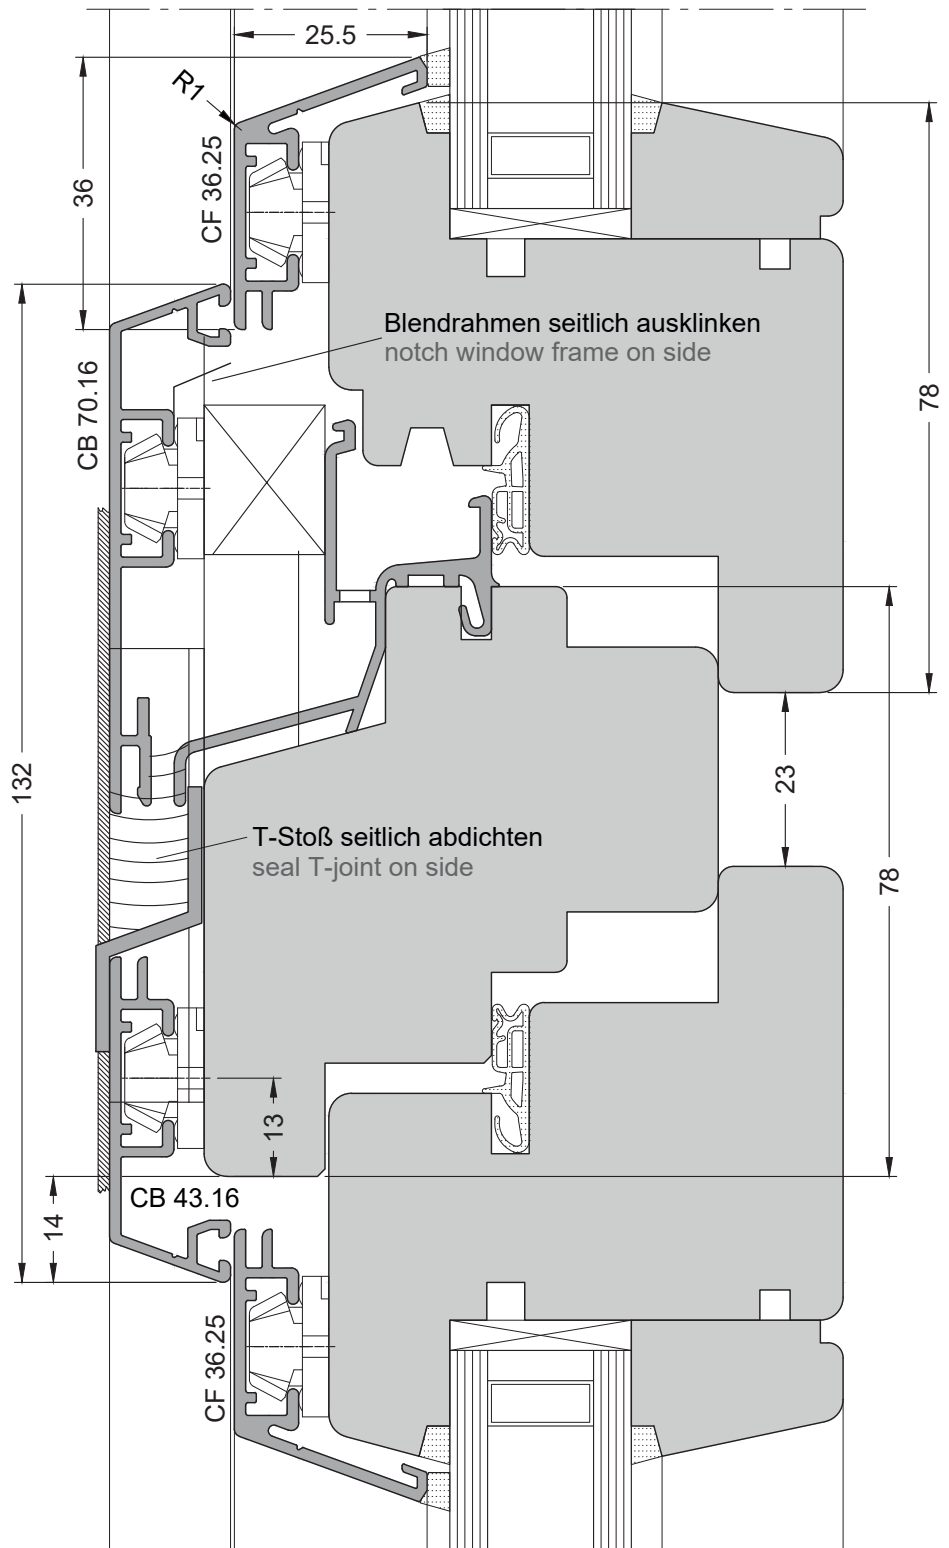 25.5
R1
36
CF 36.25
78
Blendrahmen seitlich ausklinken
notch window frame on side
CB 70.16
132
23
T-Stoß seitlich abdichten
seal T-joint on side
78
13
CB 43.16
14
CF 36.25